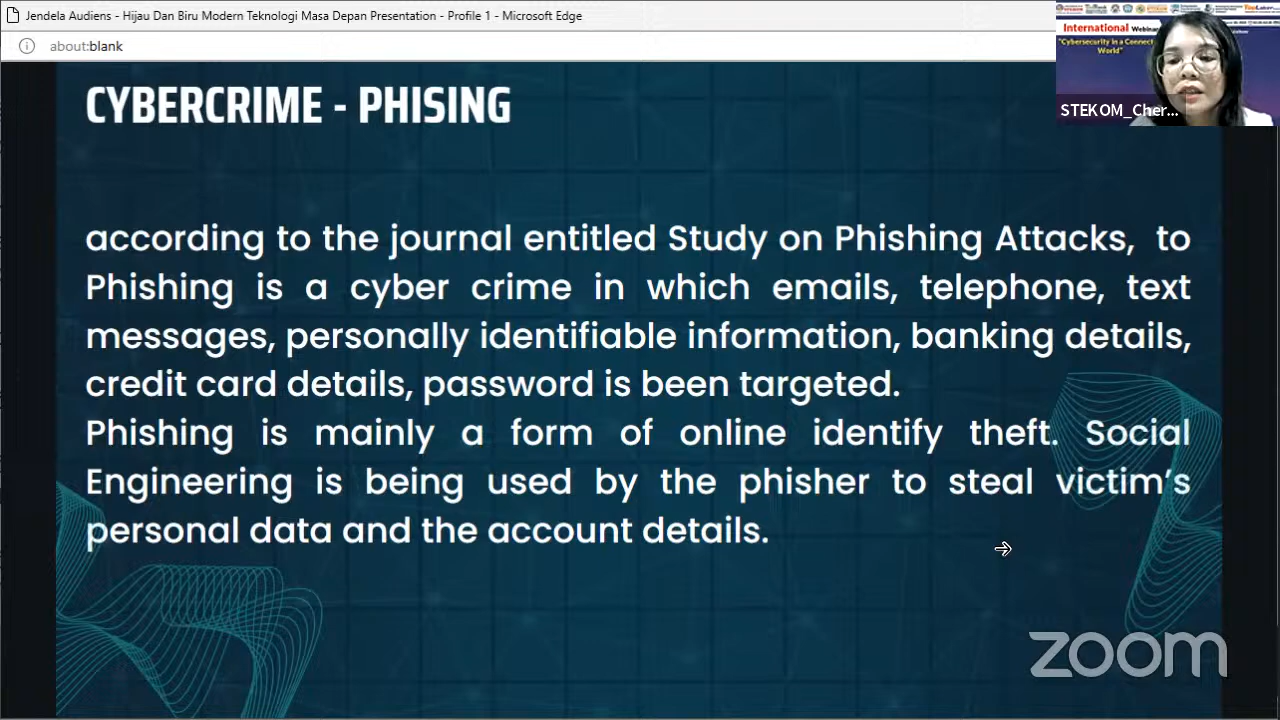 Jendela Audiens - Hijau Dan Biru Modern Teknologi Masa Depan Presentation - Profile 1 - Microsoft Edge
about:blank
International Webinar
"Cybersecurity in a Connect
World"
STEKOM_Cher...
CYBERCRIME - PHISING
according to the journal entitled Study on Phishing Attacks, to
Phishing is a cyber crime in which emails, telephone, text
messages, personally identifiable information, banking details,
credit card details, password is been targeted.
Phishing is mainly a form of online identify theft. Social
Engineering is being used by the phisher to steal victim's
personal data and the account details.
zoom